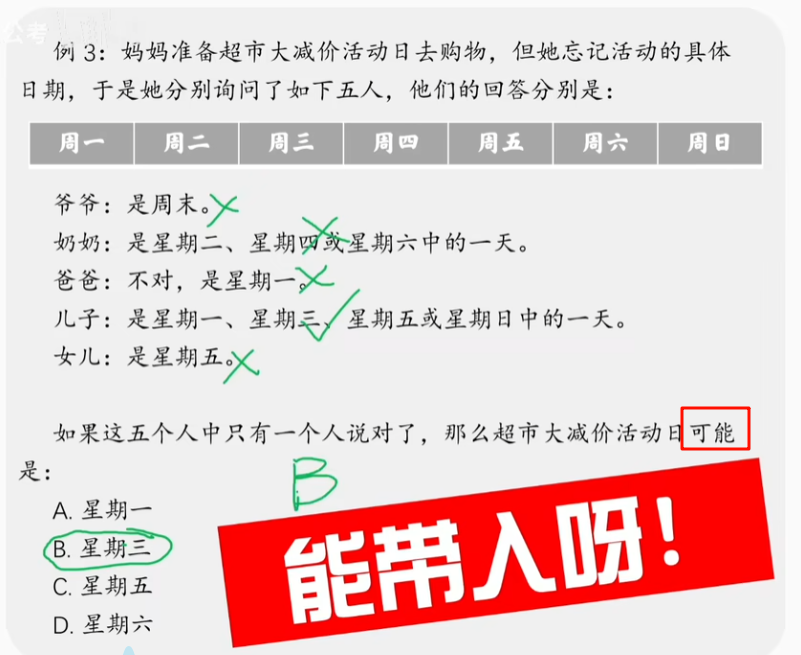 公考
例 3：妈妈准备超市大减价活动日去购物，但她忘记活动的具体
日期，于是她分别询问了如下五人，他们的回答分别是：
周一 周二 周三 周四 周五 周六 周日
爷爷：是周末。
奶奶：是星期二、星期四或星期六中的一天。
爸爸：不对，是星期一。
儿子：是星期一、星期三、星期五或星期日中的一天。
女儿：是星期五。
如果这五个人中只有一个人说对了，那么超市大减价活动日可能
是：
B
A. 星期一
B. 星期三
C. 星期五
D. 星期六
能带入呀！